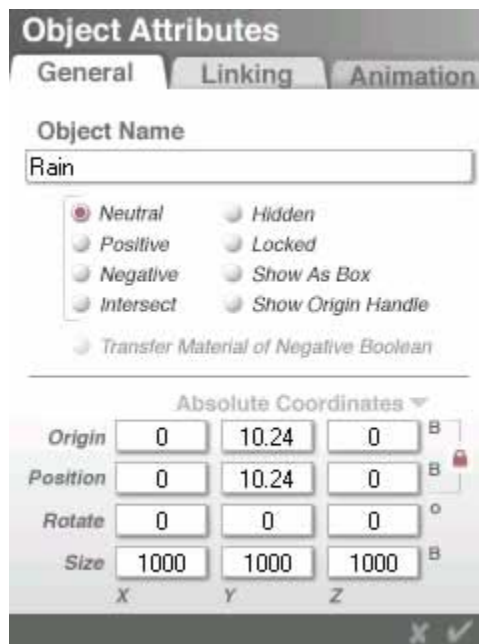 Object Attributes
General Linking Animation
Object Name
Rain
Neutral Hidden
Positive Locked
Negative Show As Box
Intersect Show Origin Handle
Transfer Material of Negative Boolean
Absolute Coordinates
Origin 0 10.24 0 B
Position 0 10.24 0 B
Rotate 0 0 0 o
Size 1000 1000 1000 B
X Y Z